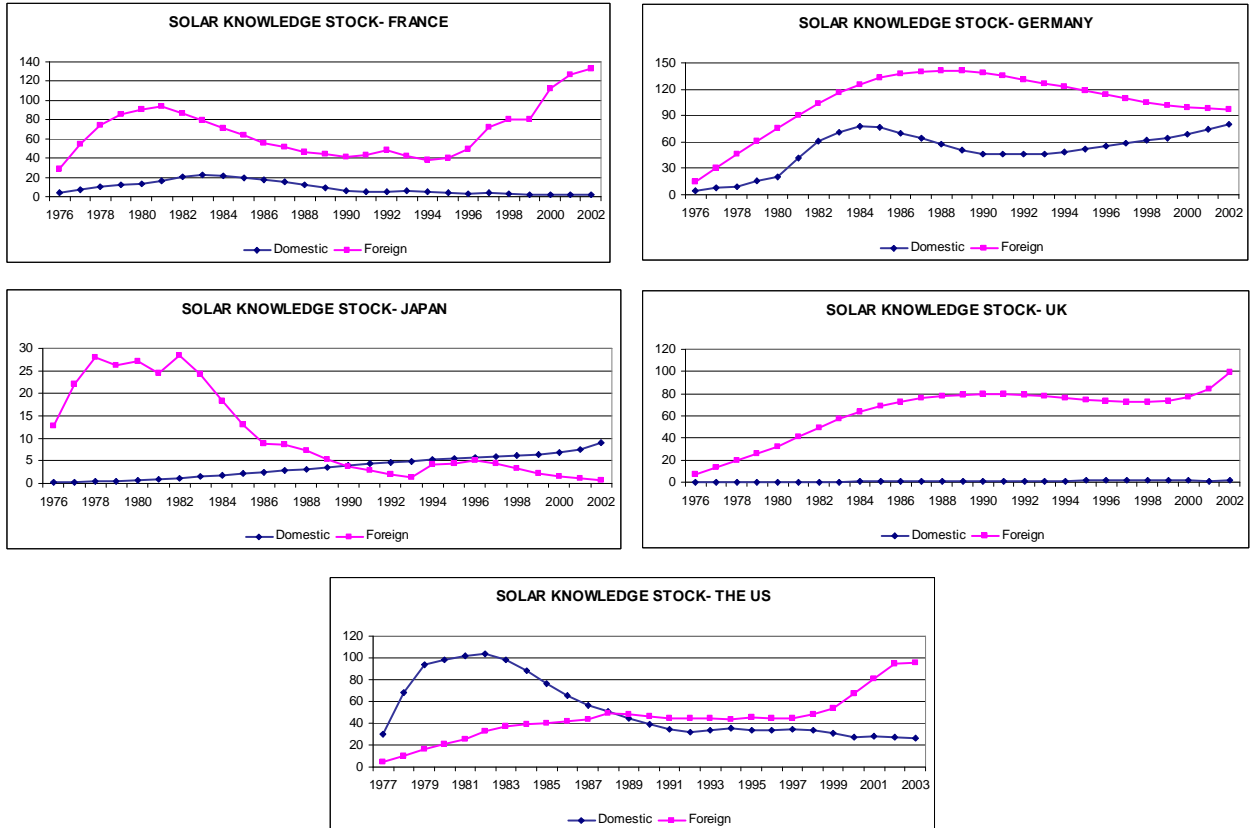 SOLAR KNOWLEDGE STOCK- FRANCE
140
120
100
80
60
40
20
0
1976 1978 1980 1982 1984 1986 1988 1990 1992 1994 1996 1998 2000 2002
Domestic Foreign
SOLAR KNOWLEDGE STOCK- GERMANY
150
120
90
60
30
0
1976 1978 1980 1982 1984 1986 1988 1990 1992 1994 1996 1998 2000 2002
Domestic Foreign
SOLAR KNOWLEDGE STOCK- JAPAN
30
25
20
15
10
5
0
1976 1978 1980 1982 1984 1986 1988 1990 1992 1994 1996 1998 2000 2002
Domestic Foreign
SOLAR KNOWLEDGE STOCK- UK
120
100
80
60
40
20
0
1976 1978 1980 1982 1984 1986 1988 1990 1992 1994 1996 1998 2000 2002
Domestic Foreign
SOLAR KNOWLEDGE STOCK- THE US
120
100
80
60
40
20
0
1977 1979 1981 1983 1985 1987 1989 1991 1993 1995 1997 1999 2001 2003
Domestic Foreign